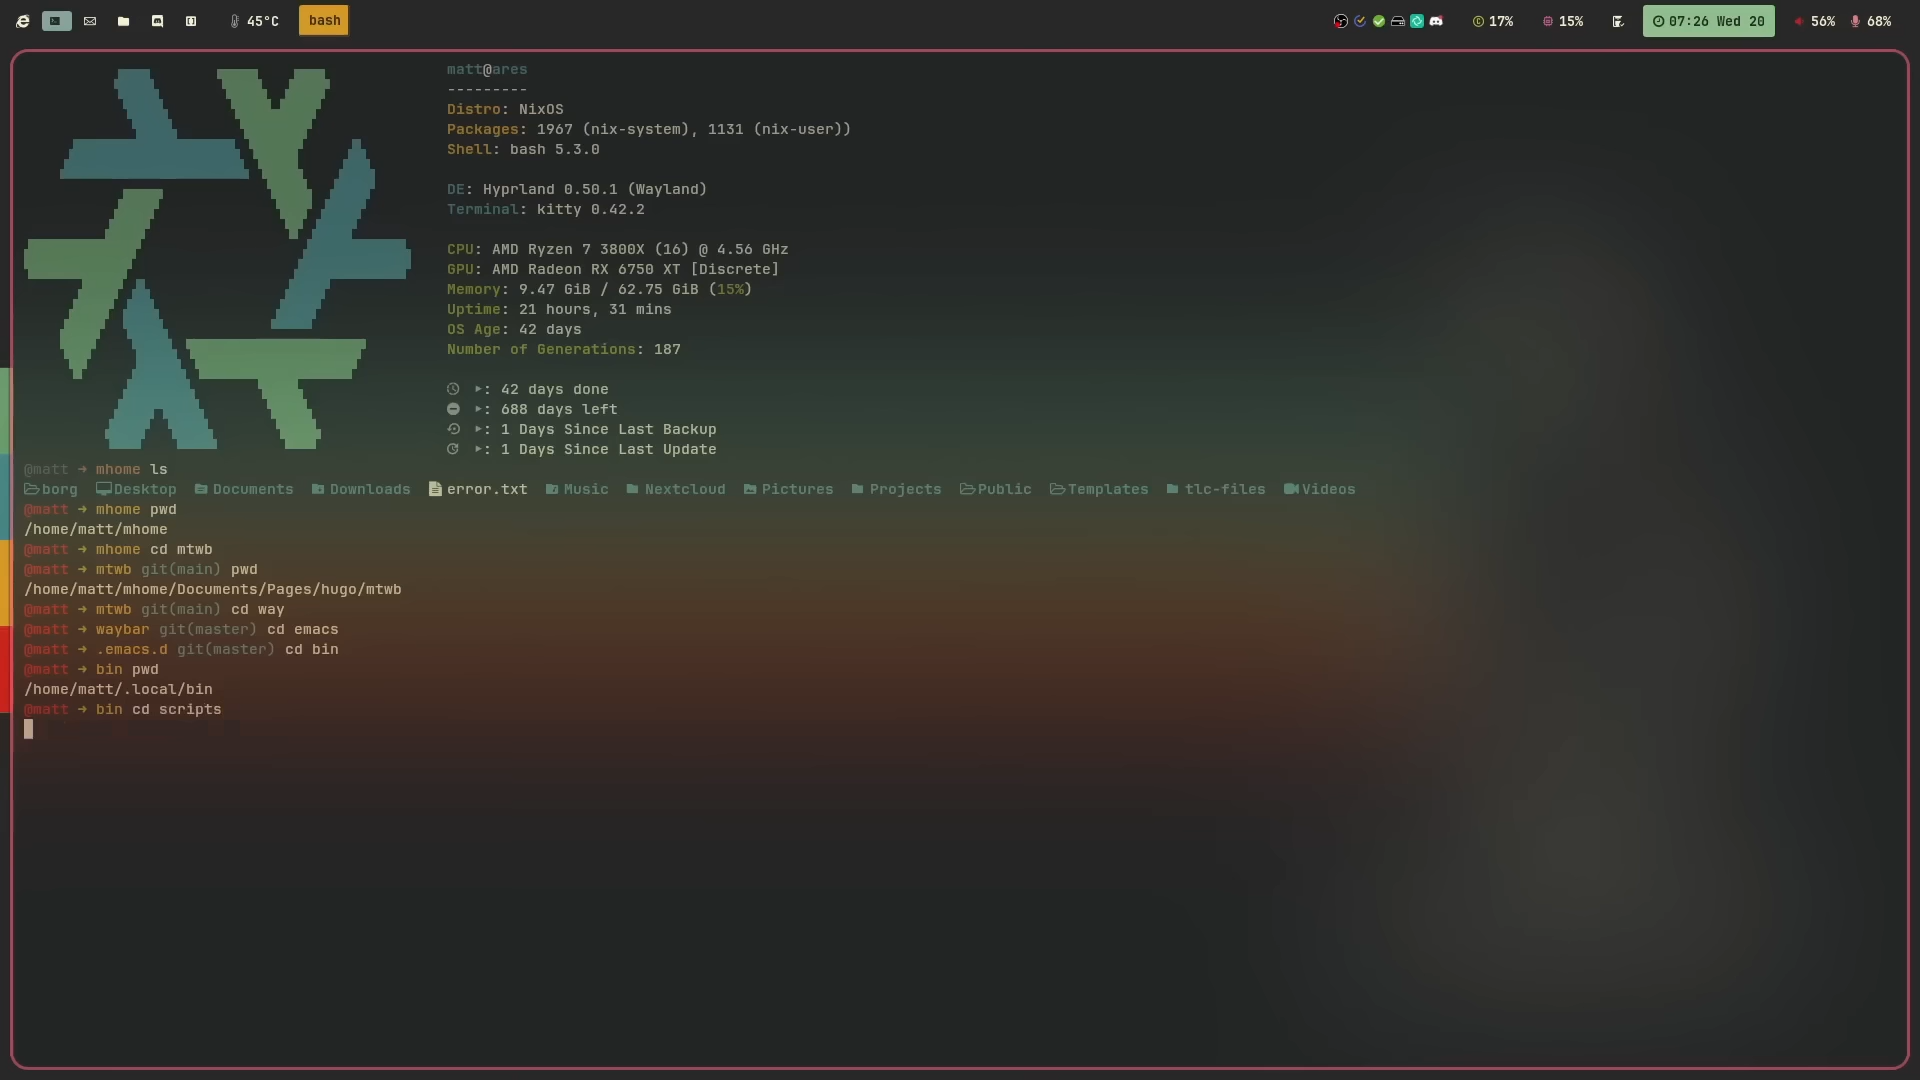 45°C bash 17% 15% 07:26 Wed 20 56% 68%
matt@ares
---------
Distro: NixOS
Packages: 1967 (nix-system), 1131 (nix-user))
Shell: bash 5.3.0
DE: Hyprland 0.50.1 (Wayland)
Terminal: kitty 0.42.2
CPU: AMD Ryzen 7 3800X (16) @ 4.56 GHz
GPU: AMD Radeon RX 6750 XT [Discrete]
Memory: 9.47 GiB / 62.75 GiB (15%)
Uptime: 21 hours, 31 mins
OS Age: 42 days
Number of Generations: 187
: 42 days done
: 688 days left
: 1 Days Since Last Backup
: 1 Days Since Last Update
@matt → mhome ls
borg Desktop Documents Downloads error.txt Music Nextcloud Pictures Projects Public Templates tlc-files Videos
@matt → mhome pwd
/home/matt/mhome
@matt → mhome cd mtwb
@matt → mtwb git(main) pwd
/home/matt/mhome/Documents/Pages/hugo/mtwb
@matt → mtwb git(main) cd way
@matt → waybar git(master) cd emacs
@matt → .emacs.d git(master) cd bin
@matt → bin pwd
/home/matt/.local/bin
@matt → bin cd scripts